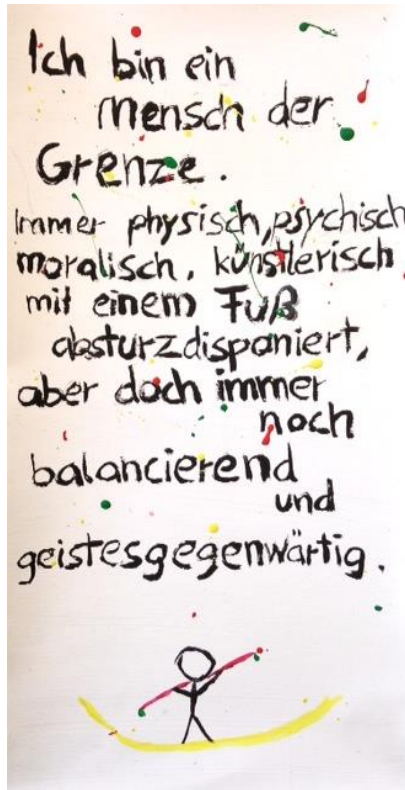 Ich bin ein
Mensch der
Grenze.
Immer physisch, psychisch
moralisch, künstlerisch
mit einem Fuß
absturzdisponiert,
aber doch immer
noch
balancierend
und
geistesgegenwärtig.